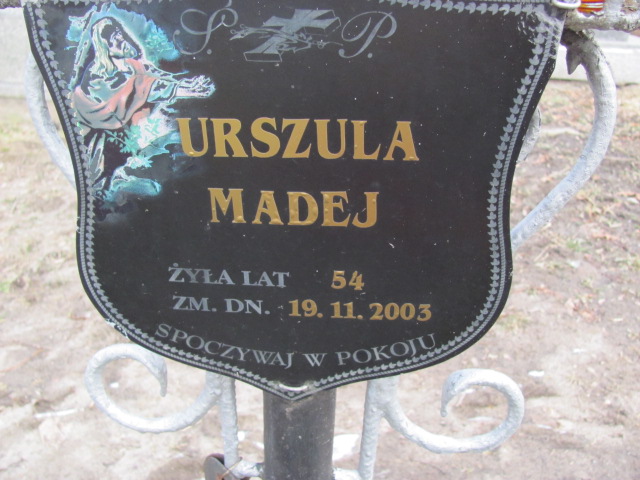 Ś. P.
URSZULA
MADEJ
ŻYŁA LAT 54
ZM. DN. 19. 11. 2003
SPOCZYWAJ W POKOJU